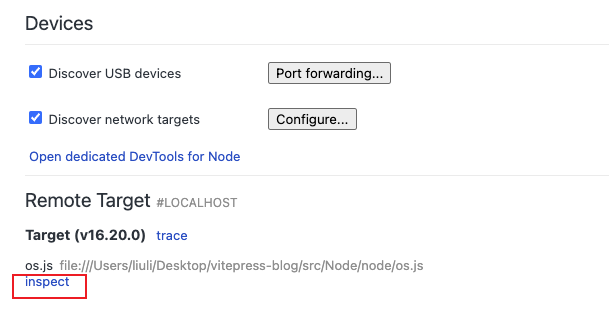 Devices
Discover USB devices Port forwarding...
Discover network targets Configure...
Open dedicated DevTools for Node
Remote Target #LOCALHOST
Target (v16.20.0) trace
os.js file:///Users/liuli/Desktop/vitepress-blog/src/Node/node/os.js
inspect